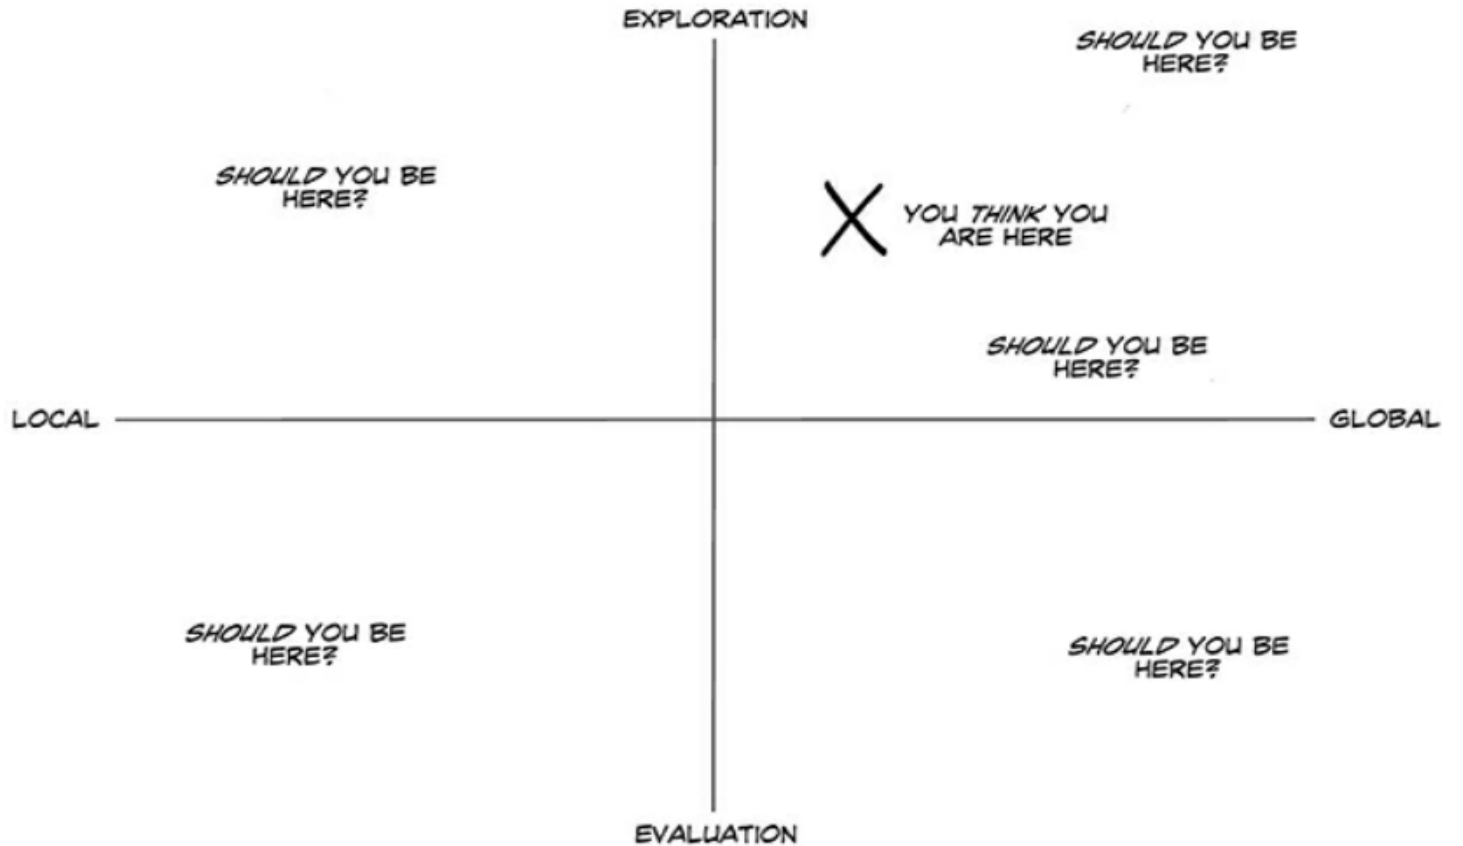 EXPLORATION
SHOULD YOU BE
HERE?
SHOULD YOU BE
HERE?
YOU THINK YOU
ARE HERE
SHOULD YOU BE
HERE?
LOCAL
GLOBAL
SHOULD YOU BE
HERE?
SHOULD YOU BE
HERE?
EVALUATION